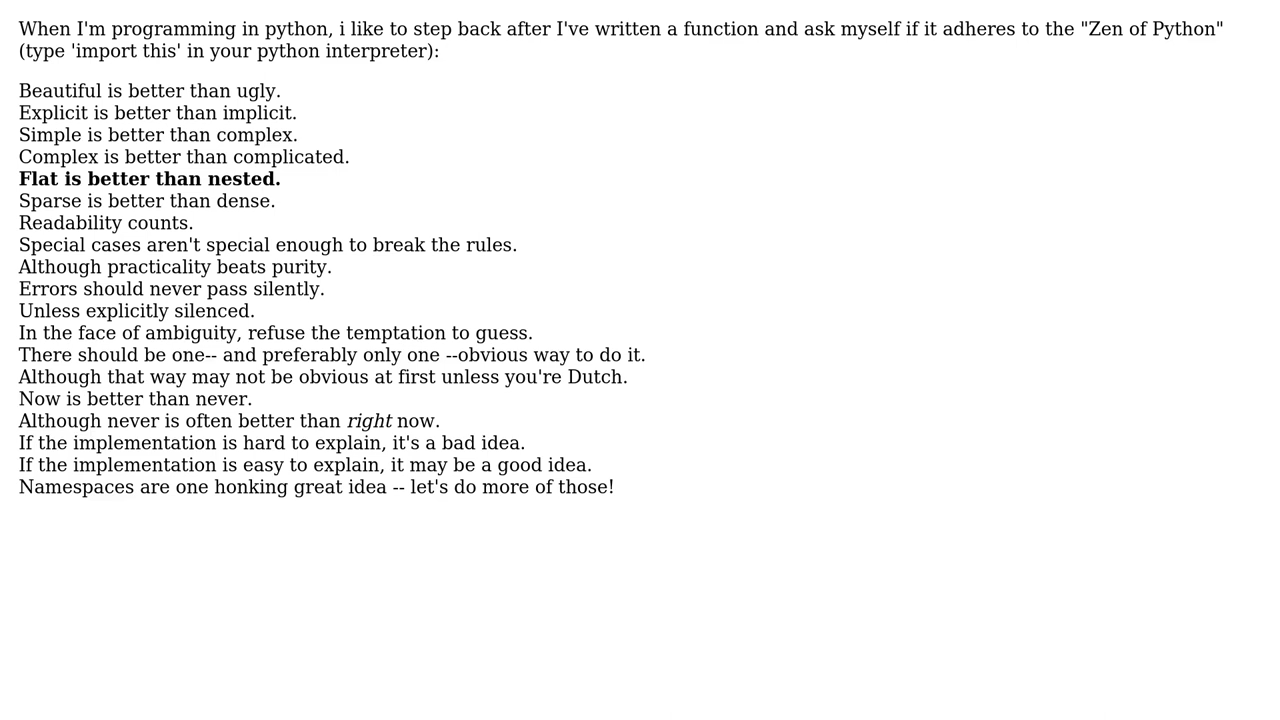 When I'm programming in python, i like to step back after I've written a function and ask myself if it adheres to the "Zen of Python"
(type 'import this' in your python interpreter):
Beautiful is better than ugly.
Explicit is better than implicit.
Simple is better than complex.
Complex is better than complicated.
Flat is better than nested.
Sparse is better than dense.
Readability counts.
Special cases aren't special enough to break the rules.
Although practicality beats purity.
Errors should never pass silently.
Unless explicitly silenced.
In the face of ambiguity, refuse the temptation to guess.
There should be one-- and preferably only one --obvious way to do it.
Although that way may not be obvious at first unless you're Dutch.
Now is better than never.
Although never is often better than right now.
If the implementation is hard to explain, it's a bad idea.
If the implementation is easy to explain, it may be a good idea.
Namespaces are one honking great idea -- let's do more of those!